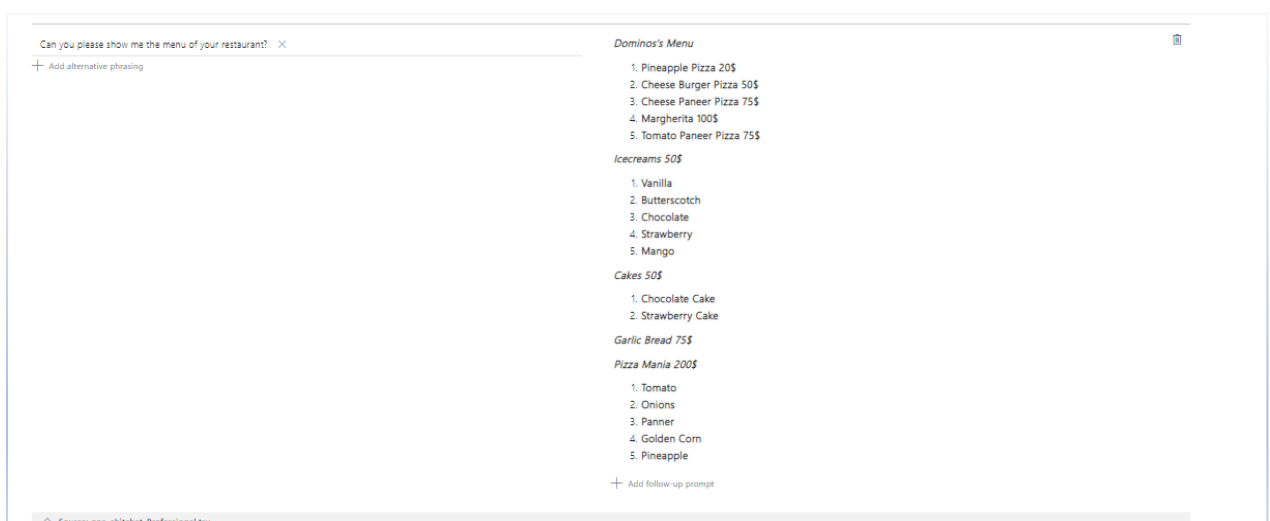 Can you please show me the menu of your restaurant? ×
+ Add alternative phrasing
Dominos's Menu
1. Pineapple Pizza 20$
2. Cheese Burger Pizza 50$
3. Cheese Paneer Pizza 75$
4. Margherita 100$
5. Tomato Paneer Pizza 75$
Icecreams 50$
1. Vanilla
2. Butterscotch
3. Chocolate
4. Strawberry
5. Mango
Cakes 50$
1. Chocolate Cake
2. Strawberry Cake
Garlic Bread 75$
Pizza Mania 200$
1. Tomato
2. Onions
3. Panner
4. Golden Corn
5. Pineapple
+ Add follow-up prompt